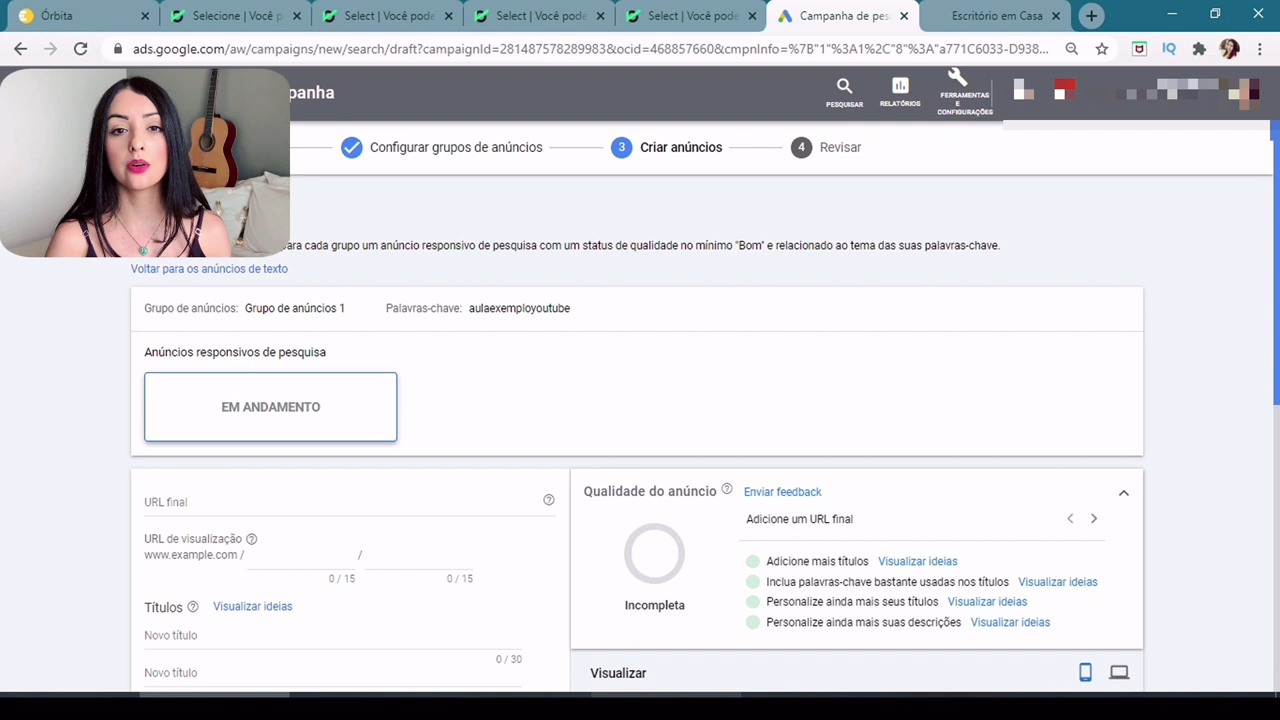 Órbita
Selecione | Você p
Select | Você pode
Select | Você pode
Select | Você pode
Campanha de pes
Escritório em Casa
ads.google.com/aw/campaigns/new/search/draft?campaignId=281487578289983&ocid=468857660&cmpnInfo=%7B"1"%3A1%2C"8"%3A"a771C6033-D938...
panha
PESQUISAR
RELATÓRIOS
FERRAMENTAS
E
CONFIGURAÇÕES
Configurar grupos de anúncios
3 Criar anúncios
4 Revisar
para cada grupo um anúncio responsivo de pesquisa com um status de qualidade no mínimo "Bom" e relacionado ao tema das suas palavras-chave.
Voltar para os anúncios de texto
Grupo de anúncios: Grupo de anúncios 1 Palavras-chave: aulaexemployoutube
Anúncios responsivos de pesquisa
EM ANDAMENTO
URL final
URL de visualização
www.example.com / /
0 / 15 0 / 15
Títulos Visualizar ideias
Novo título
0 / 30
Novo título
Qualidade do anúncio Enviar feedback
Adicione um URL final
Incompleta
Adicione mais títulos Visualizar ideias
Inclua palavras-chave bastante usadas nos títulos Visualizar ideias
Personalize ainda mais seus títulos Visualizar ideias
Personalize ainda mais suas descrições Visualizar ideias
Visualizar